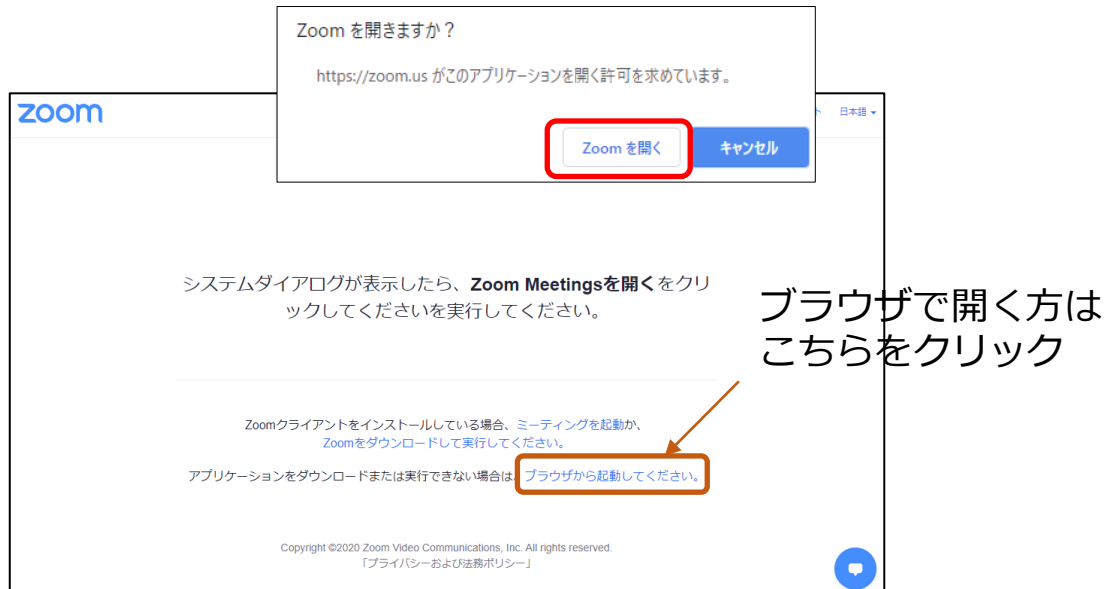 Zoom を開きますか？
https://zoom.us がこのアプリケーションを開く許可を求めています。
Zoom を開く
キャンセル
zoom
ト 日本語
システムダイアログが表示したら、Zoom Meetingsを開くをクリ
ックしてくださいを実行してください。
ブラウザで開く方は
こちらをクリック
Zoomクライアントをインストールしている場合、ミーティングを起動か、
Zoomをダウンロードして実行してください。
アプリケーションをダウンロードまたは実行できない場合は、ブラウザから起動してください。
Copyright ©2020 Zoom Video Communications, Inc. All rights reserved.
「プライバシーおよび法務ポリシー」